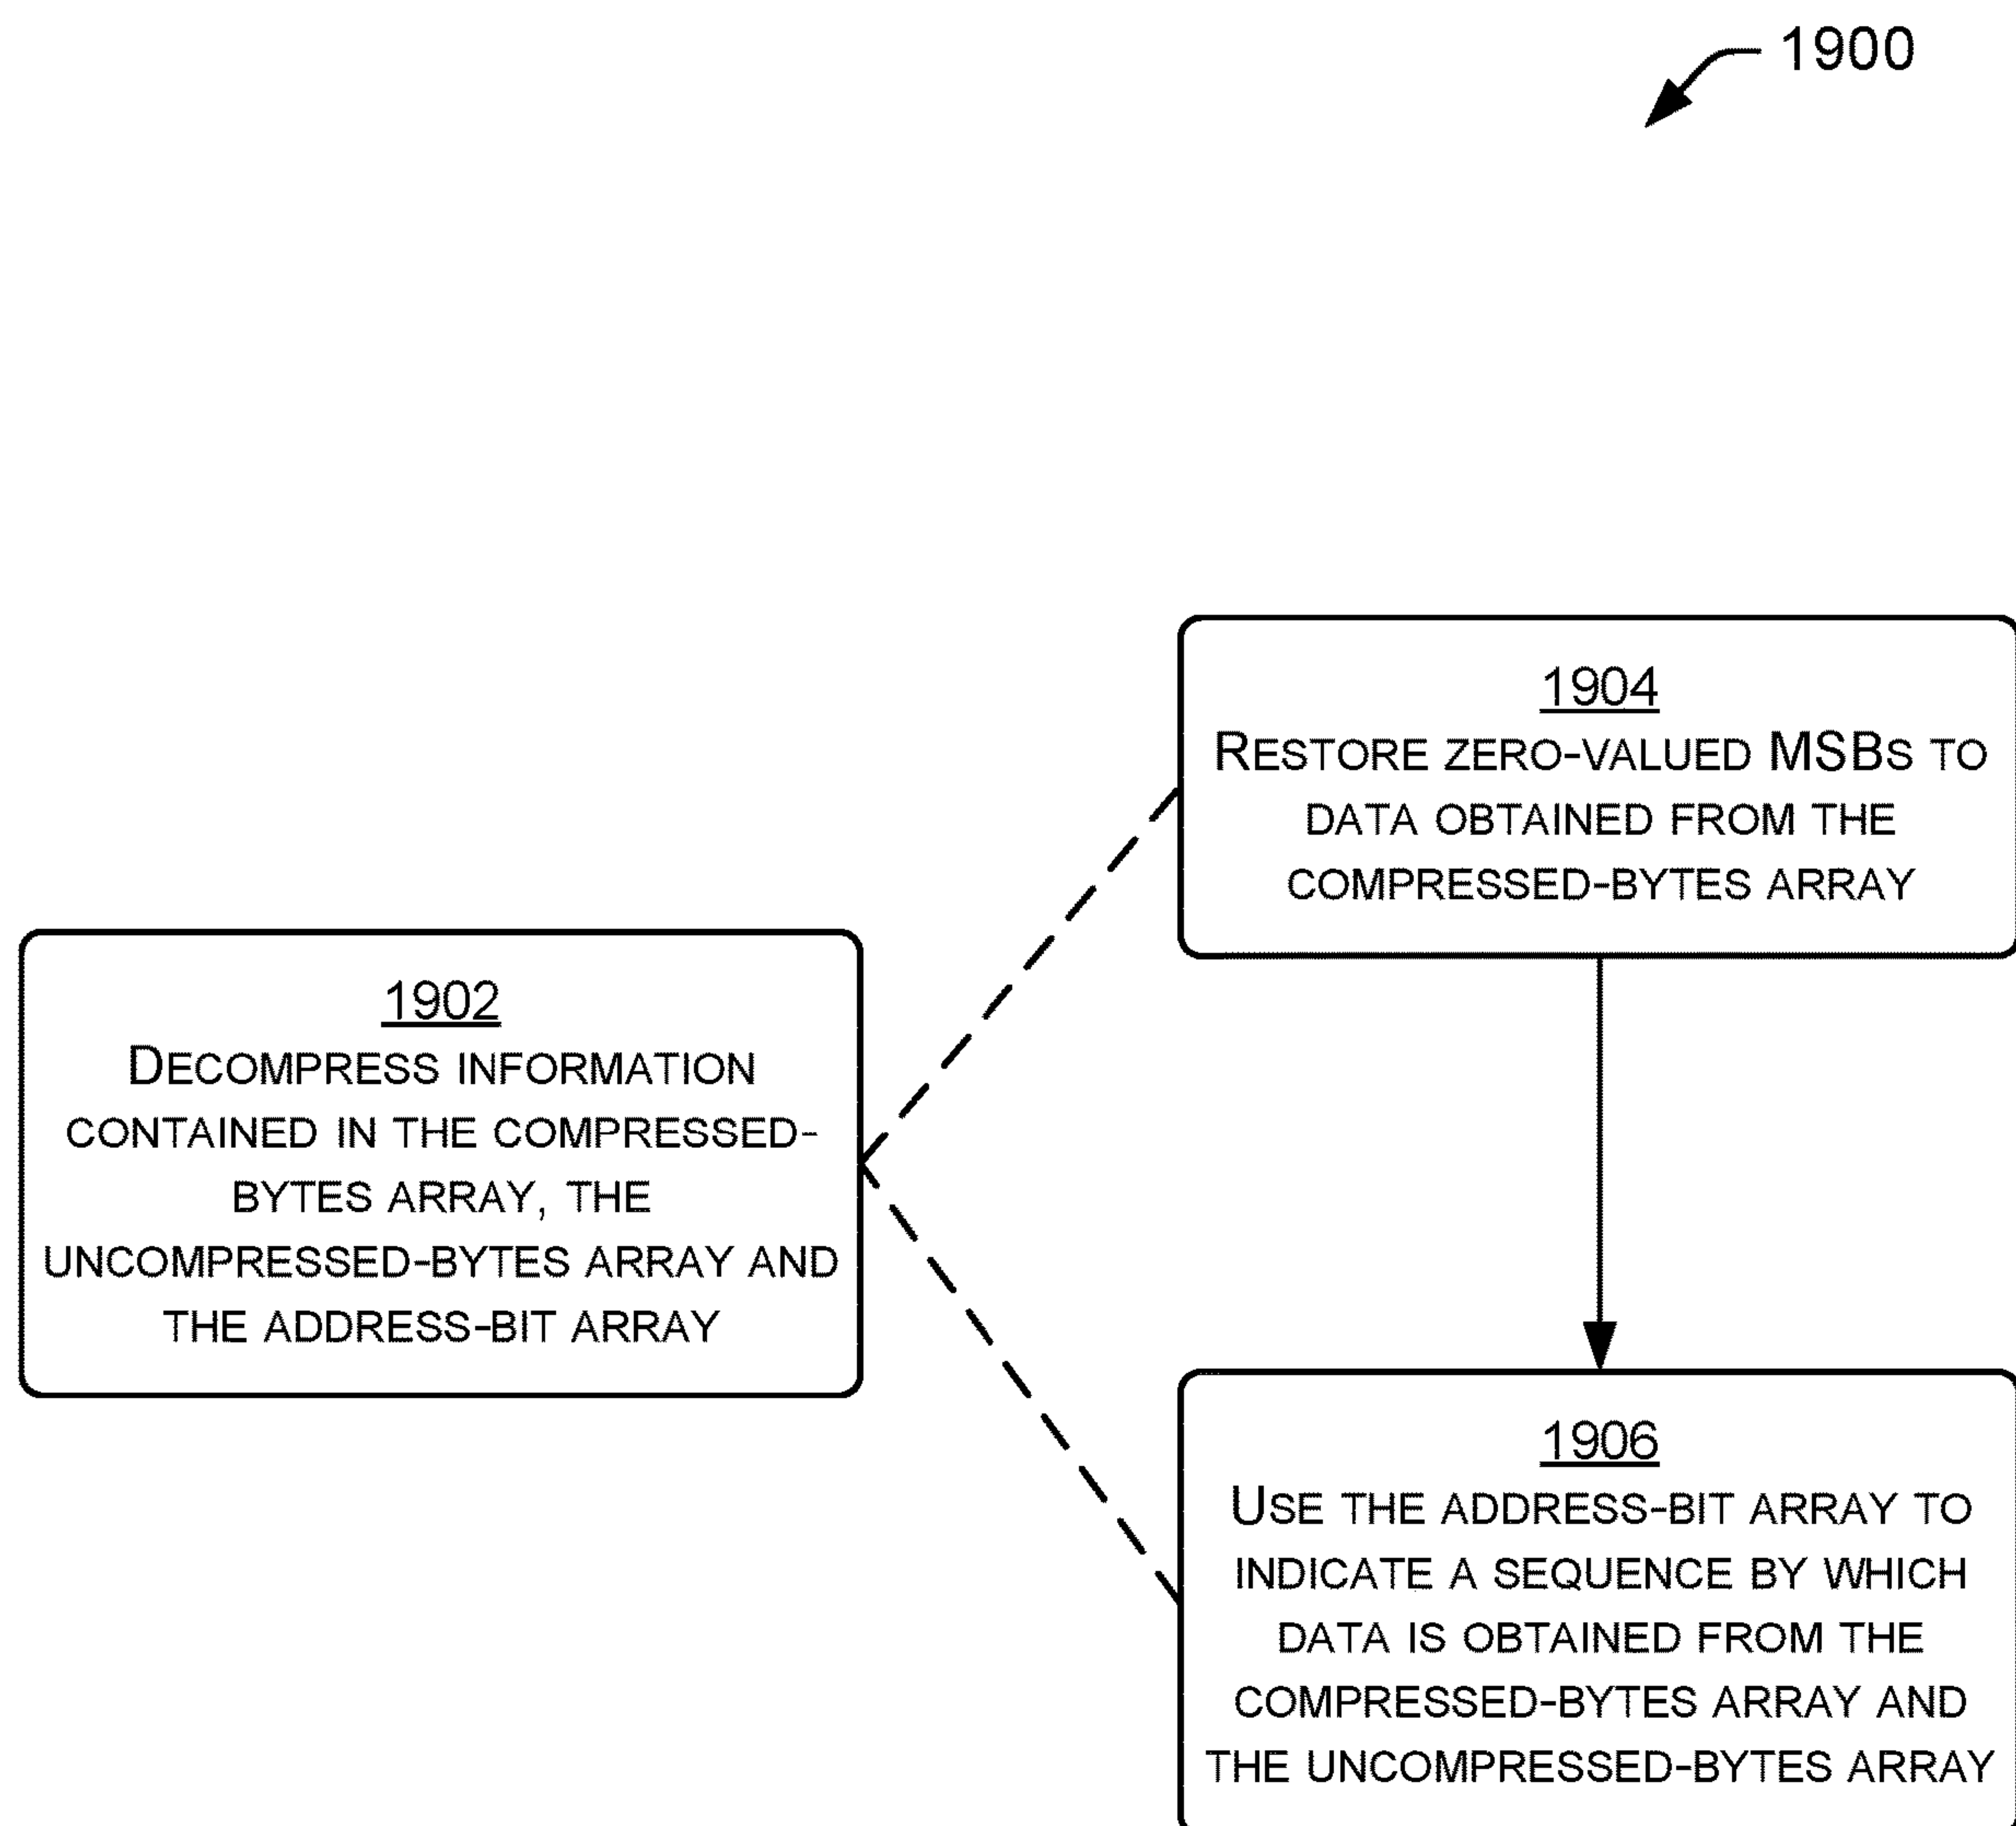 1900
1902
DECOMPRESS INFORMATION
CONTAINED IN THE COMPRESSED-
BYTES ARRAY, THE
UNCOMPRESSED-BYTES ARRAY AND
THE ADDRESS-BIT ARRAY
1904
RESTORE ZERO-VALUED MSBS TO
DATA OBTAINED FROM THE
COMPRESSED-BYTES ARRAY
1906
USE THE ADDRESS-BIT ARRAY TO
INDICATE A SEQUENCE BY WHICH
DATA IS OBTAINED FROM THE
COMPRESSED-BYTES ARRAY AND
THE UNCOMPRESSED-BYTES ARRAY